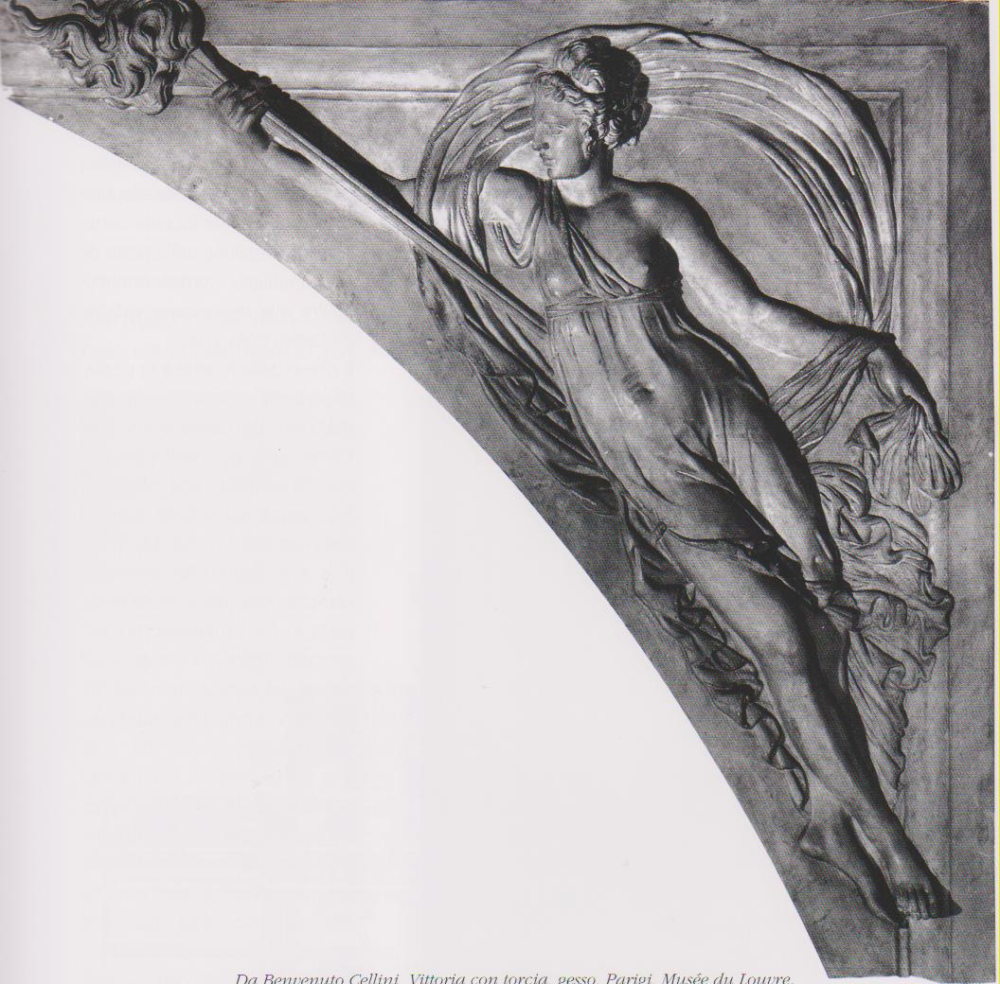 Da Benvenuto Cellini, Vittoria con torcia, gesso, Parigi, Musée du Louvre.